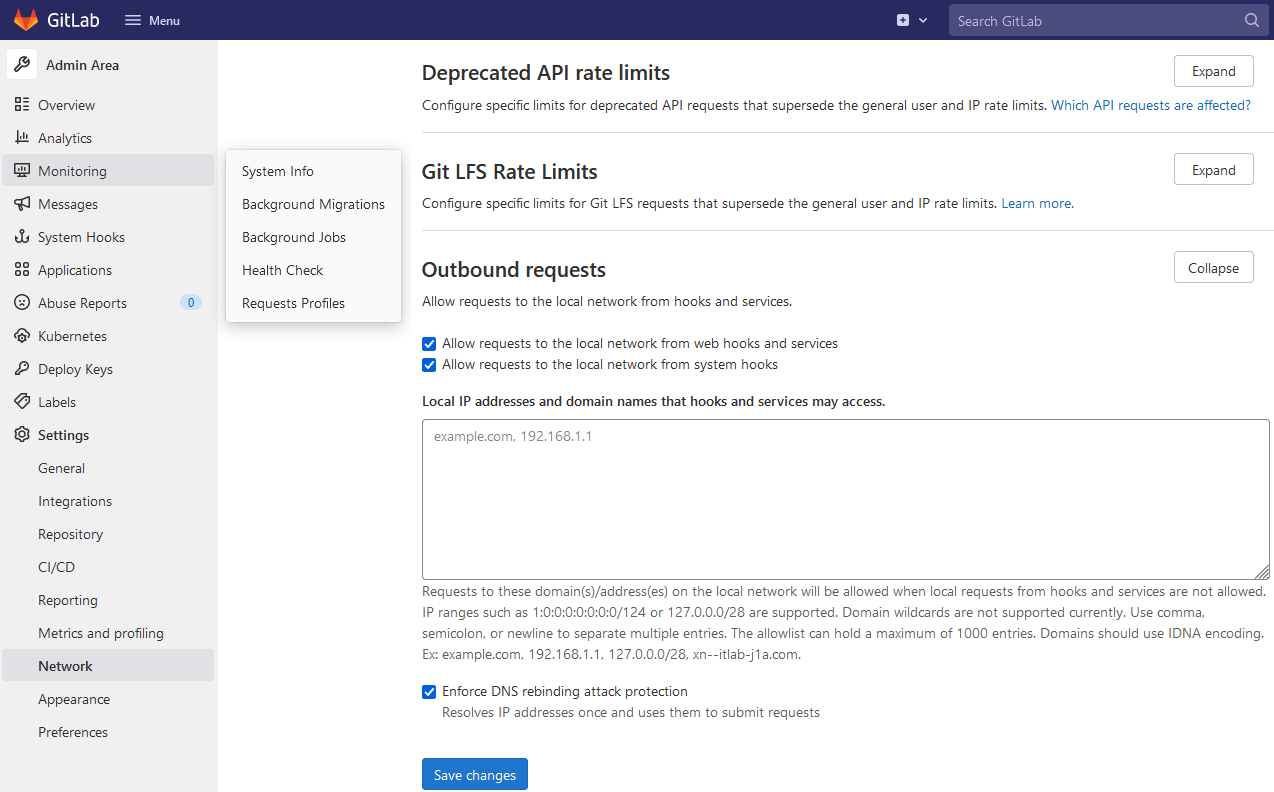 GitLab
Menu
Search GitLab
Admin Area
Overview
Analytics
Monitoring
Messages
System Hooks
Applications
Abuse Reports 0
Kubernetes
Deploy Keys
Labels
Settings
General
Integrations
Repository
CI/CD
Reporting
Metrics and profiling
Network
Appearance
Preferences
System Info
Background Migrations
Background Jobs
Health Check
Requests Profiles
Deprecated API rate limits
Expand
Configure specific limits for deprecated API requests that supersede the general user and IP rate limits. Which API requests are affected?
Git LFS Rate Limits
Expand
Configure specific limits for Git LFS requests that supersede the general user and IP rate limits. Learn more.
Outbound requests
Collapse
Allow requests to the local network from hooks and services.
Allow requests to the local network from web hooks and services
Allow requests to the local network from system hooks
Local IP addresses and domain names that hooks and services may access.
example.com, 192.168.1.1
Requests to these domain(s)/address(es) on the local network will be allowed when local requests from hooks and services are not allowed.
IP ranges such as 1:0:0:0:0:0:0:0/124 or 127.0.0.0/28 are supported. Domain wildcards are not supported currently. Use comma,
semicolon, or newline to separate multiple entries. The allowlist can hold a maximum of 1000 entries. Domains should use IDNA encoding.
Ex: example.com, 192.168.1.1, 127.0.0.0/28, xn--itlab-j1a.com.
Enforce DNS rebinding attack protection
Resolves IP addresses once and uses them to submit requests
Save changes